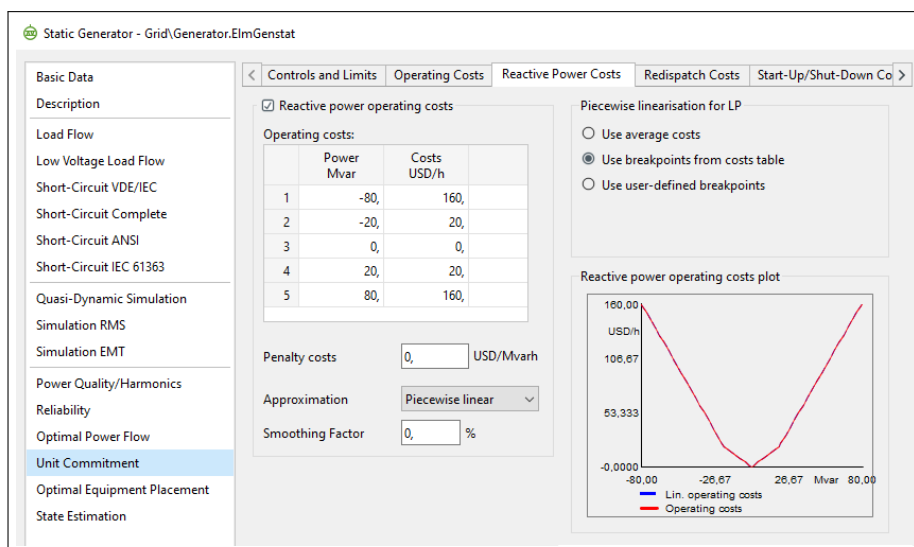 Static Generator - Grid\Generator.ElmGenstat
Basic Data
Description
Load Flow
Low Voltage Load Flow
Short-Circuit VDE/IEC
Short-Circuit Complete
Short-Circuit ANSI
Short-Circuit IEC 61363
Quasi-Dynamic Simulation
Simulation RMS
Simulation EMT
Power Quality/Harmonics
Reliability
Optimal Power Flow
Unit Commitment
Optimal Equipment Placement
State Estimation
Controls and Limits Operating Costs Reactive Power Costs Redispatch Costs Start-Up/Shut-Down Co
Reactive power operating costs
Operating costs:
Power Costs
Mvar USD/h
1 -80, 160,
2 -20, 20,
3 0, 0,
4 20, 20,
5 80, 160,
Penalty costs 0, USD/Mvarh
Approximation Piecewise linear
Smoothing Factor 0, %
Piecewise linearisation for LP
Use average costs
Use breakpoints from costs table
Use user-defined breakpoints
Reactive power operating costs plot
160,00
USD/h
106,67
53,333
-0,0000
-80,00 -26,67 26,67 Mvar 80,00
Lin. operating costs
Operating costs